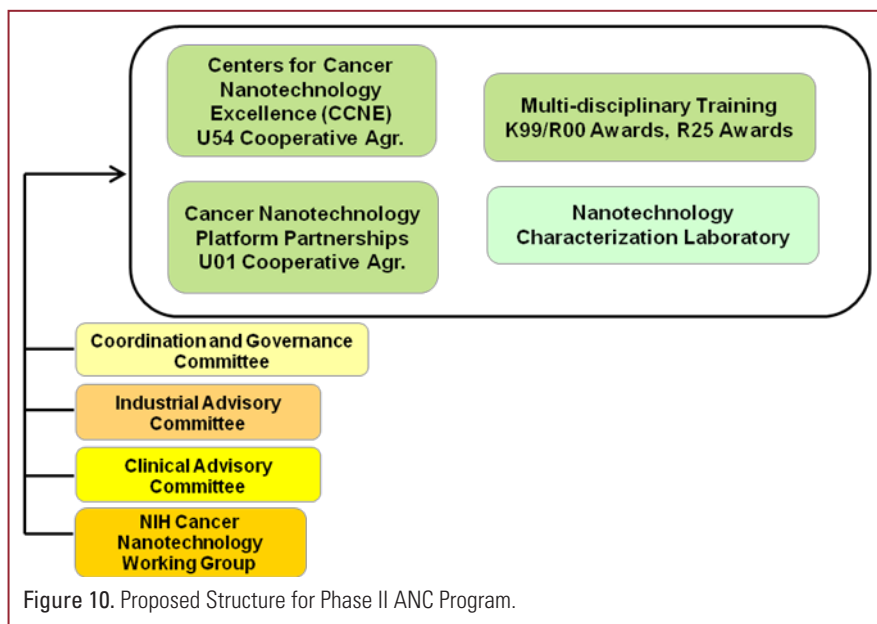 Centers for Cancer
Nanotechnology
Excellence (CCNE)
U54 Cooperative Agr.
Multi-disciplinary Training
K99/R00 Awards, R25 Awards
Cancer Nanotechnology
Platform Partnerships
U01 Cooperative Agr.
Nanotechnology
Characterization Laboratory
Coordination and Governance
Committee
Industrial Advisory
Committee
Clinical Advisory
Committee
NIH Cancer
Nanotechnology
Working Group
Figure 10. Proposed Structure for Phase II ANC Program.